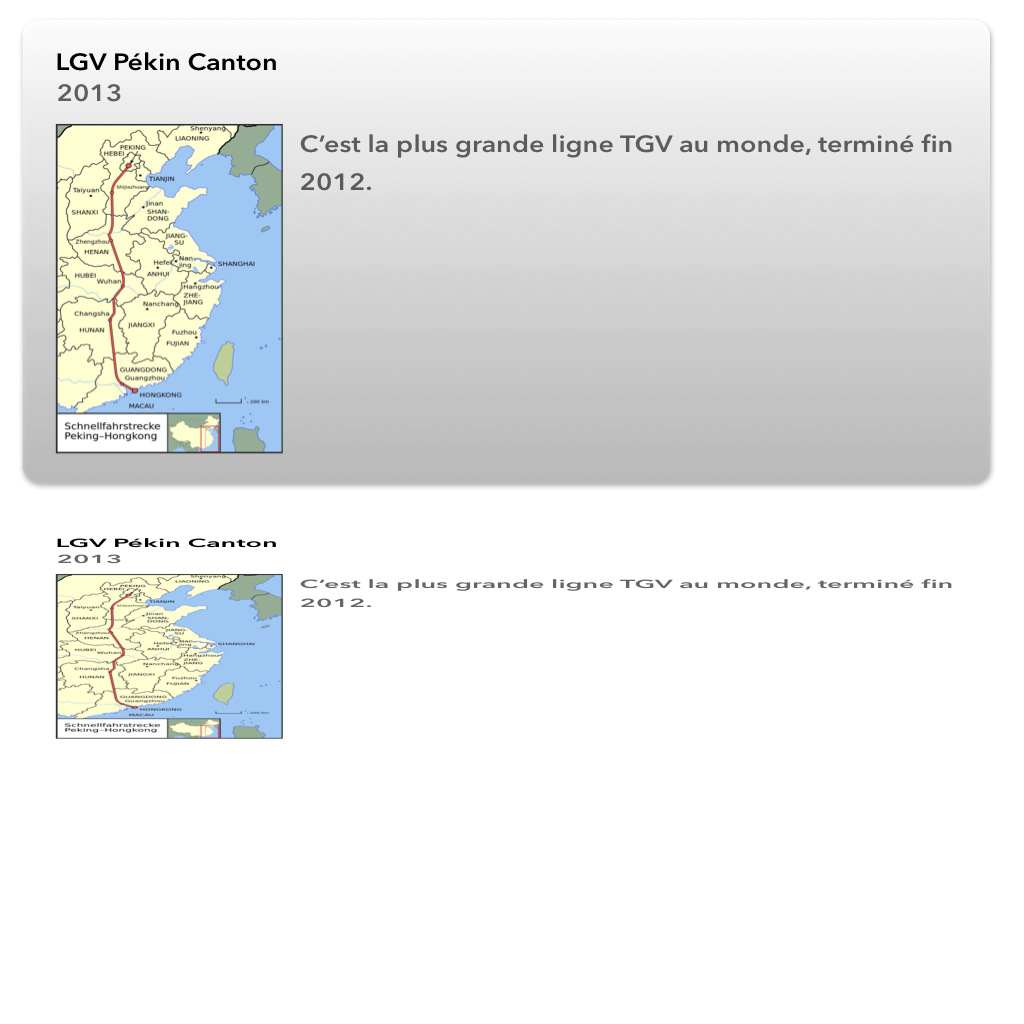 LGV Pékin Canton
2013
Shenyang
LIAONING
PEKING
HEBEI
TIANJIN
Shijiazhuang
Taiyuan
Jinan
SHANXI
SHAN-
DONG
JIANG-
SU
Zhengzhou
HENAN
Hefei
Nan-
jing
SHANGHAI
HUBEI
ANHUI
Wuhan
Hangzhou
ZHE-
JIANG
Nanchang
Changsha
JIANGXI
HUNAN
Fuzhou
FUJIAN
GUANGDONG
Guangzhou
HONGKONG
MACAU
200 km
Schnellfahrstrecke
Peking–Hongkong
C’est la plus grande ligne TGV au monde, terminé fin
2012.
LGV Pékin Canton
2013
Shenyang
LIAONING
PEKING
HEBEI
TIANJIN
Shijiazhuang
Taiyuan
Jinan
SHANXI
SHAN-
DONG
JIANG-
SU
Zhengzhou
HENAN
Hefei
Nan-
jing
SHANGHAI
HUBEI
ANHUI
Wuhan
Hangzhou
ZHE-
JIANG
Nanchang
Changsha
JIANGXI
HUNAN
Fuzhou
FUJIAN
GUANGDONG
Guangzhou
HONGKONG
MACAU
200 km
Schnellfahrstrecke
Peking–Hongkong
C’est la plus grande ligne TGV au monde, terminé fin
2012.